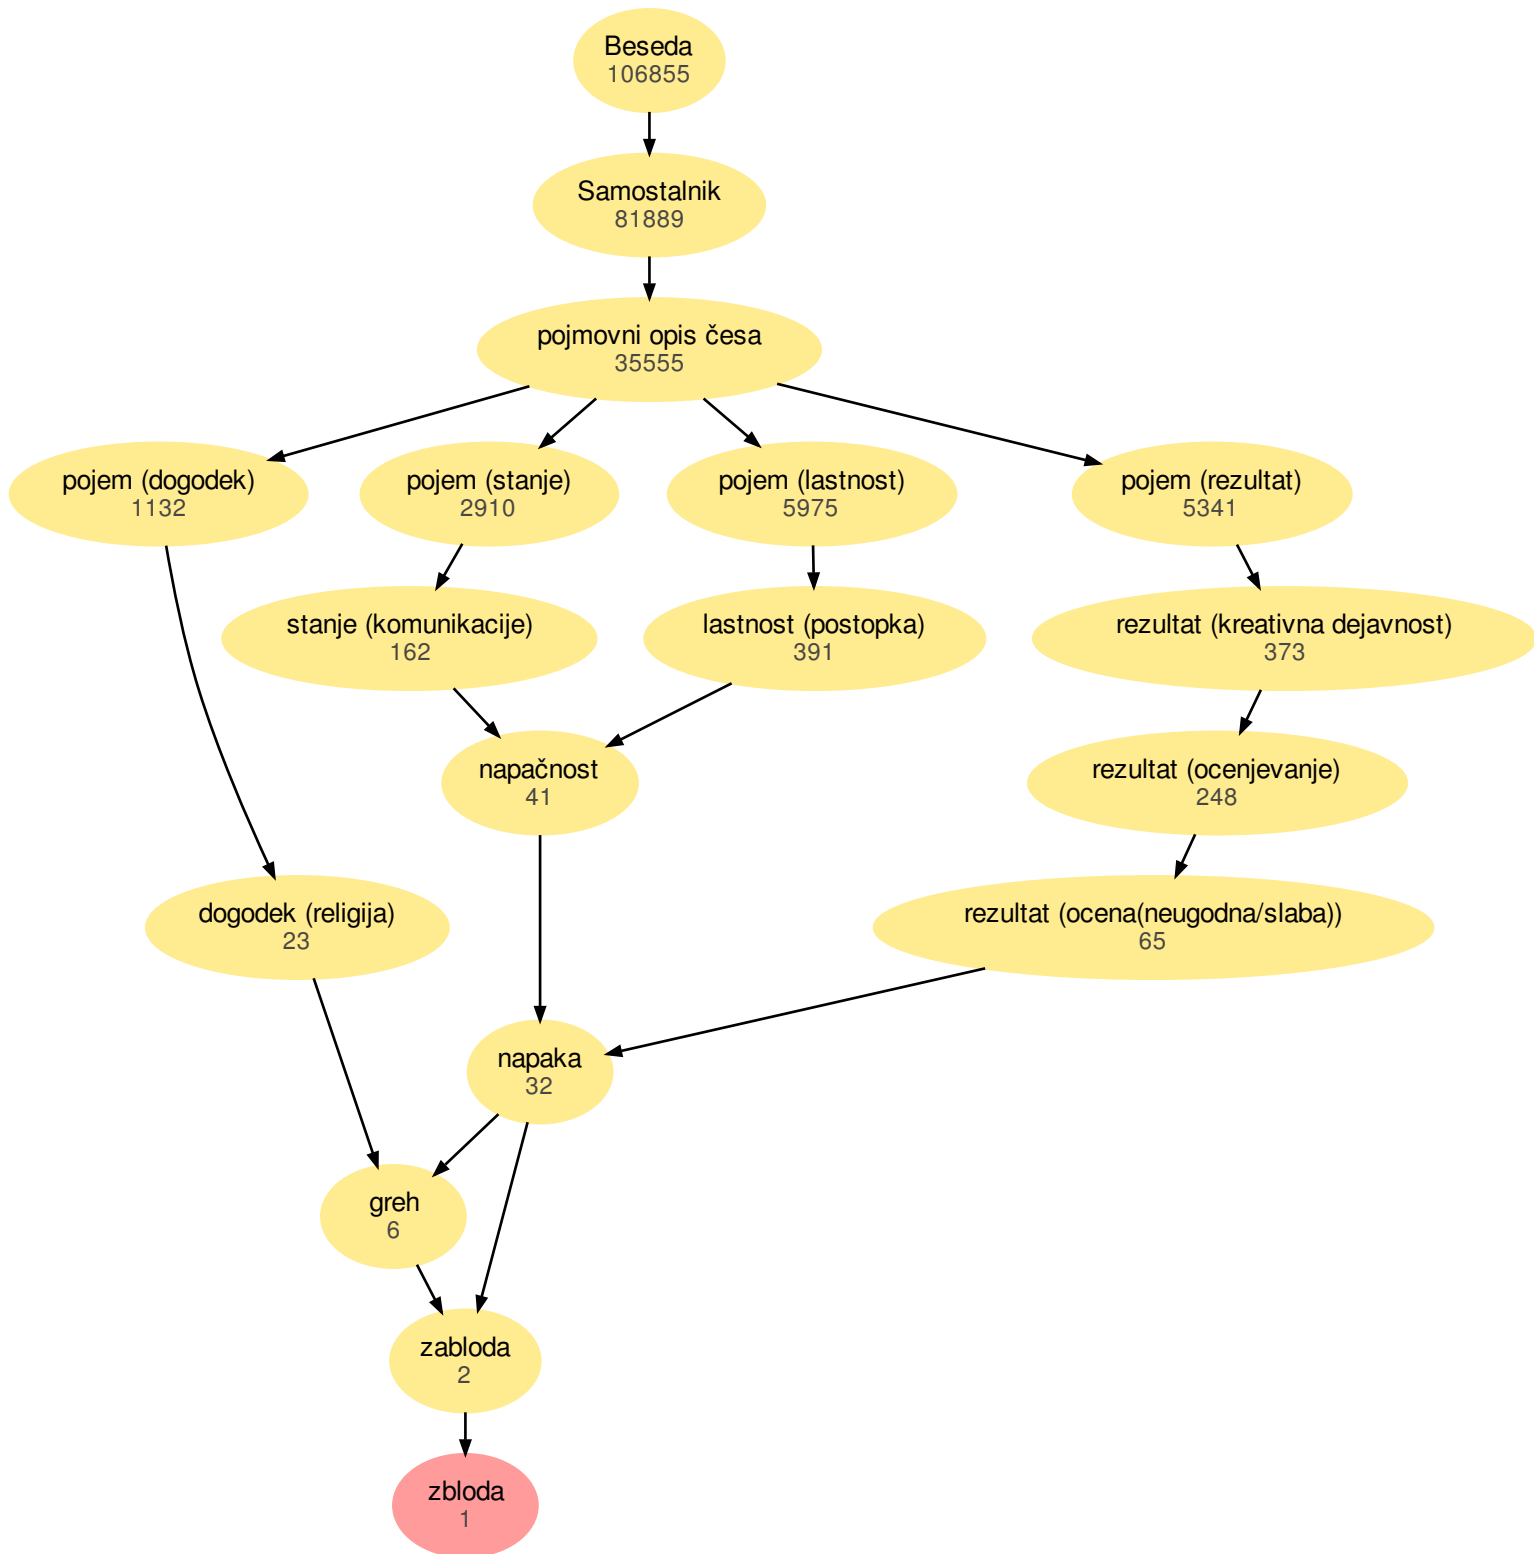 Beseda
106855
Samostalnik
81889
pojmovni opis česa
35555
pojem (dogodek)
1132
pojem (stanje)
2910
pojem (lastnost)
5975
pojem (rezultat)
5341
stanje (komunikacije)
162
lastnost (postopka)
391
rezultat (kreativna dejavnost)
373
napačnost
41
rezultat (ocenjevanje)
248
dogodek (religija)
23
rezultat (ocena(neugodna/slaba))
65
napaka
32
greh
6
zabloda
2
zbloda
1